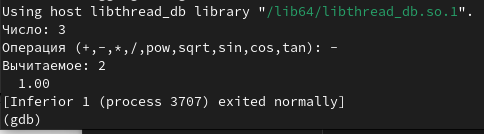 Using host libthread_db library "/lib64/libthread_db.so.1".
Число: 3
Операция (+,-,*,/,pow,sqrt,sin,cos,tan): -
Вычитаемое: 2
1.00
[Inferior 1 (process 3707) exited normally]
(gdb)